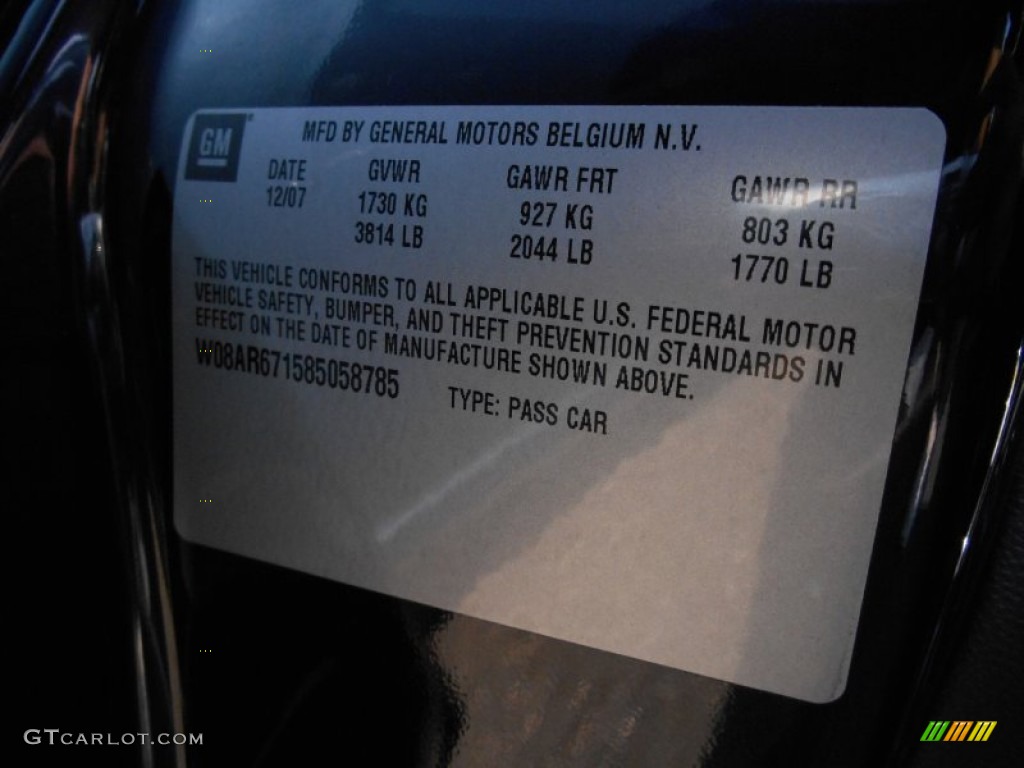 GM
MFD BY GENERAL MOTORS BELGIUM N.V.
DATE GVWR GAWR FRT GAWR RR
12/07 1730 KG 927 KG 803 KG
3814 LB 2044 LB 1770 LB
THIS VEHICLE CONFORMS TO ALL APPLICABLE U.S. FEDERAL MOTOR
VEHICLE SAFETY, BUMPER, AND THEFT PREVENTION STANDARDS IN
EFFECT ON THE DATE OF MANUFACTURE SHOWN ABOVE.
W08AR671585058785 TYPE: PASS CAR
GTCARLOT.COM